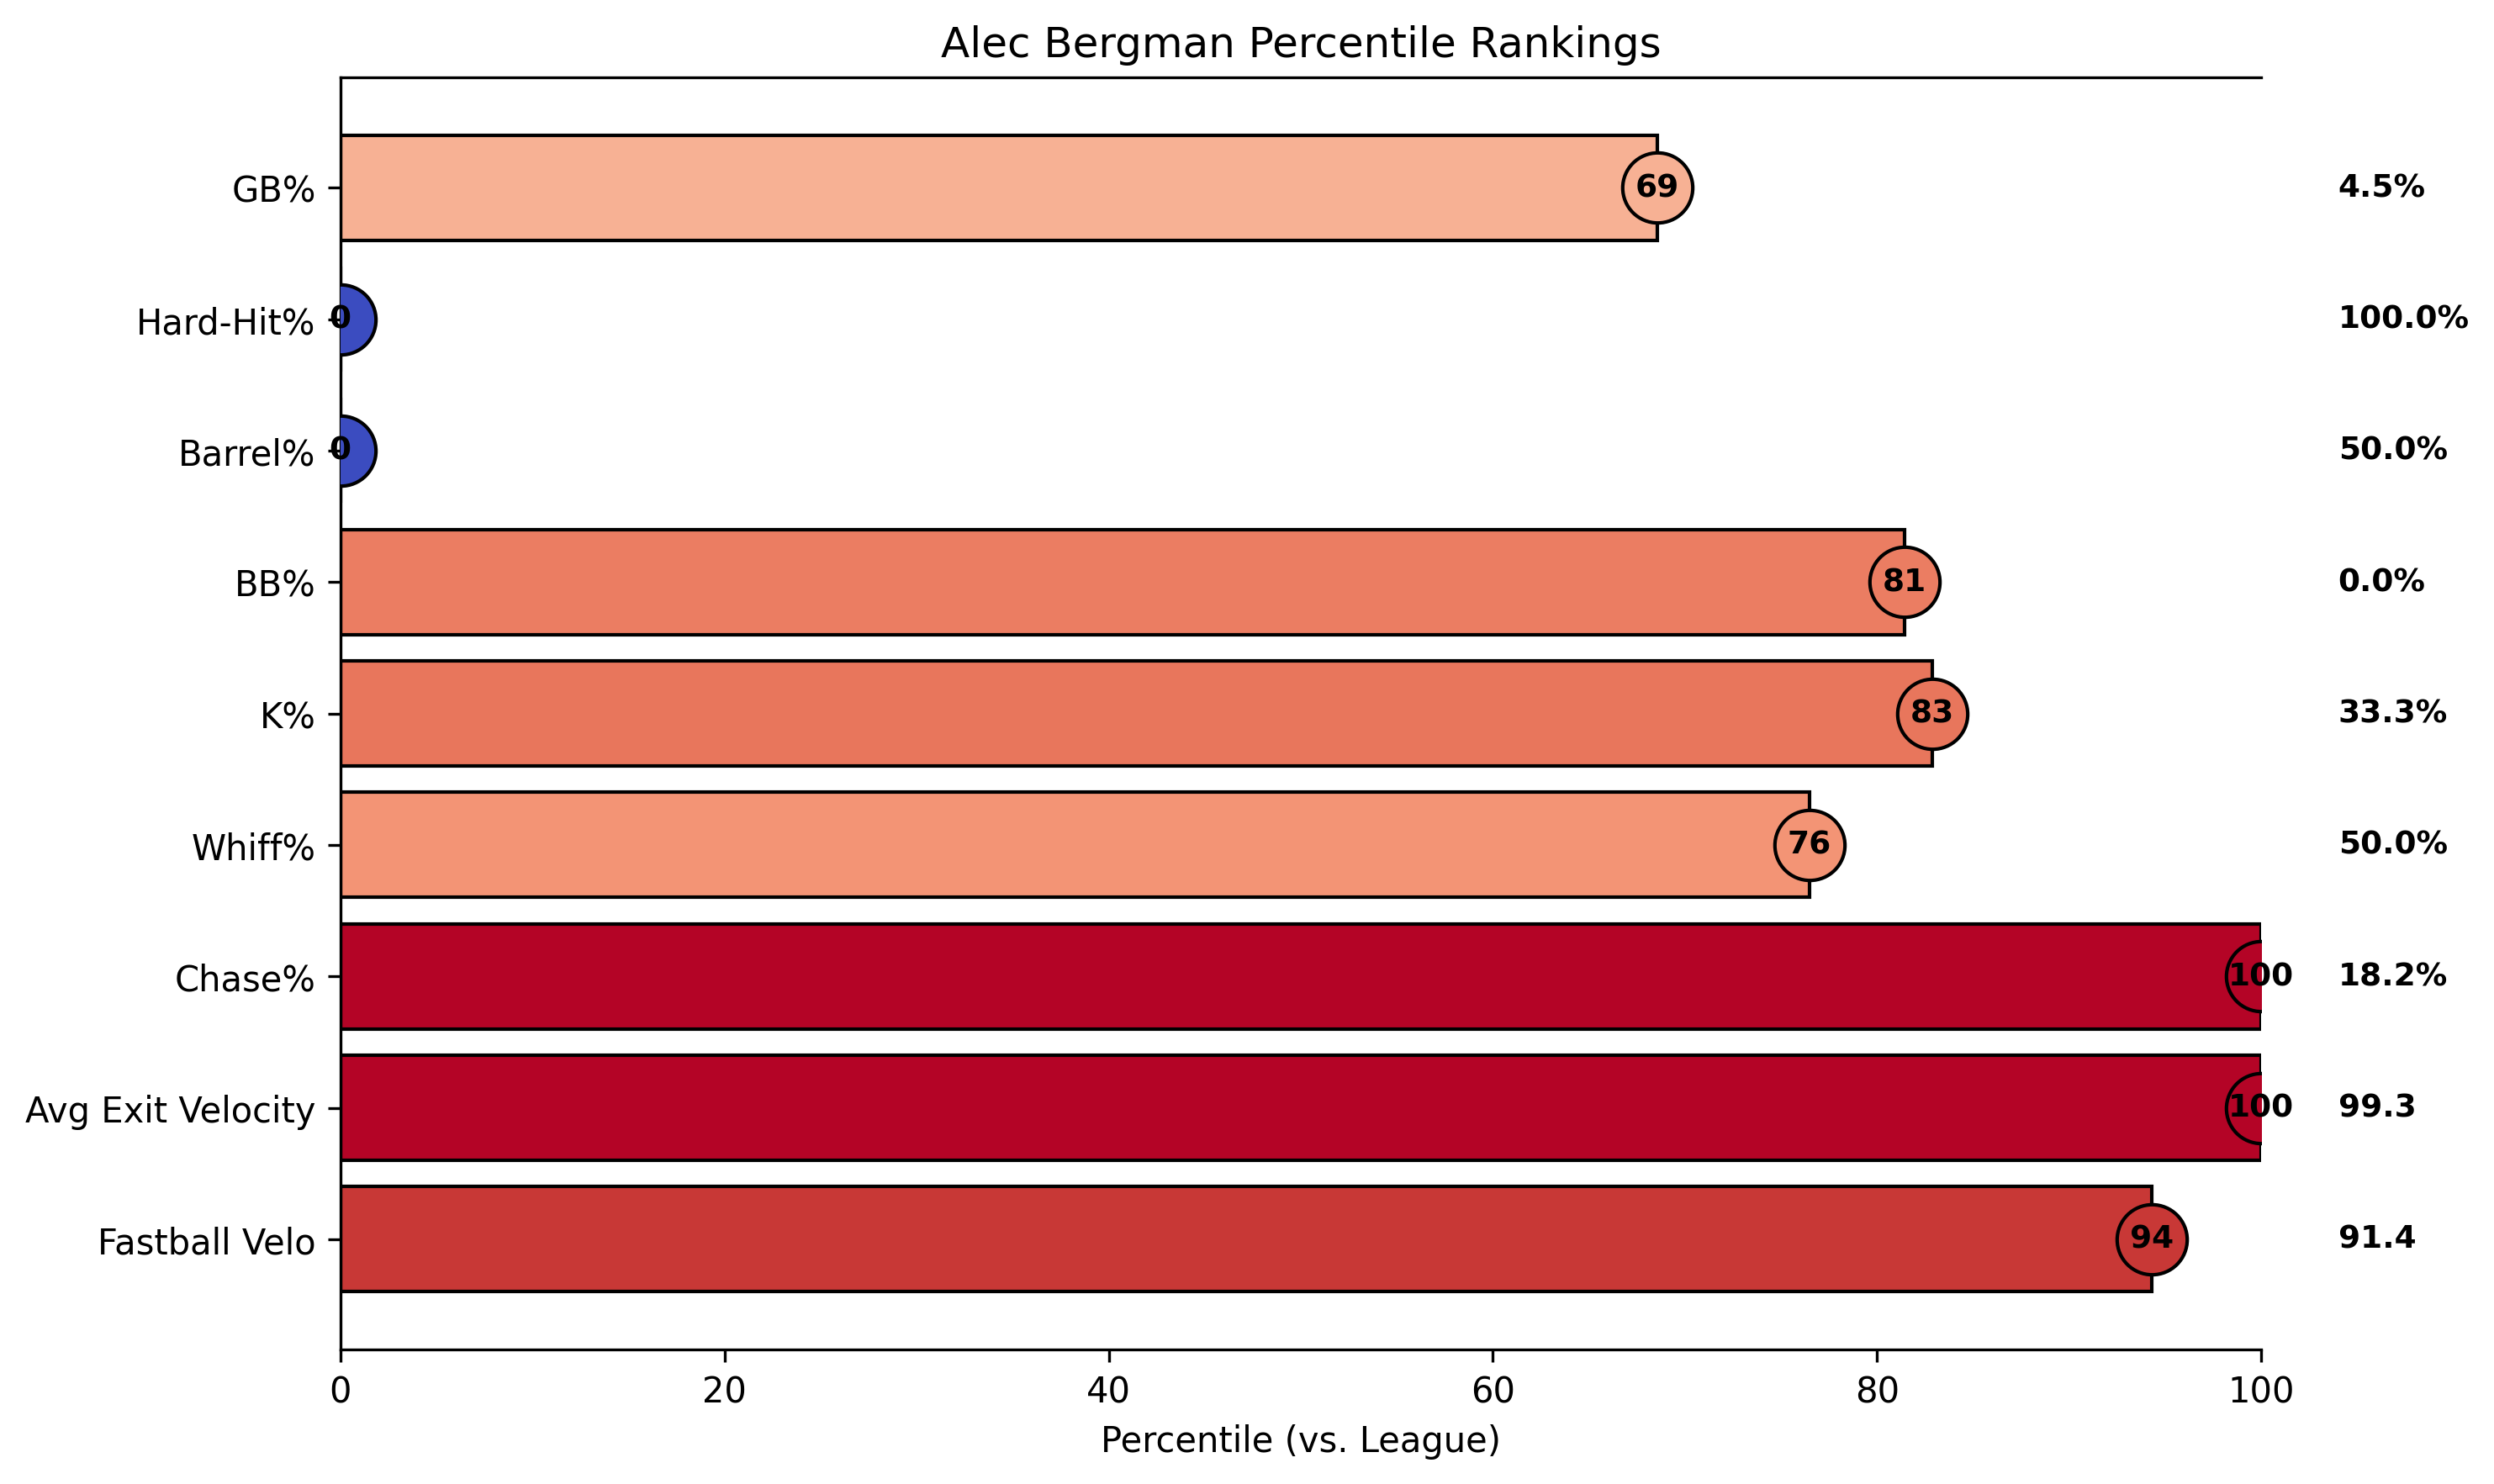 Alec Bergman Percentile Rankings
GB% 69 4.5%
Hard-Hit% 0 100.0%
Barrel% 0 50.0%
BB% 81 0.0%
K% 83 33.3%
Whiff% 76 50.0%
Chase% 100 18.2%
Avg Exit Velocity 100 99.3
Fastball Velo 94 91.4
0 20 40 60 80 100
Percentile (vs. League)